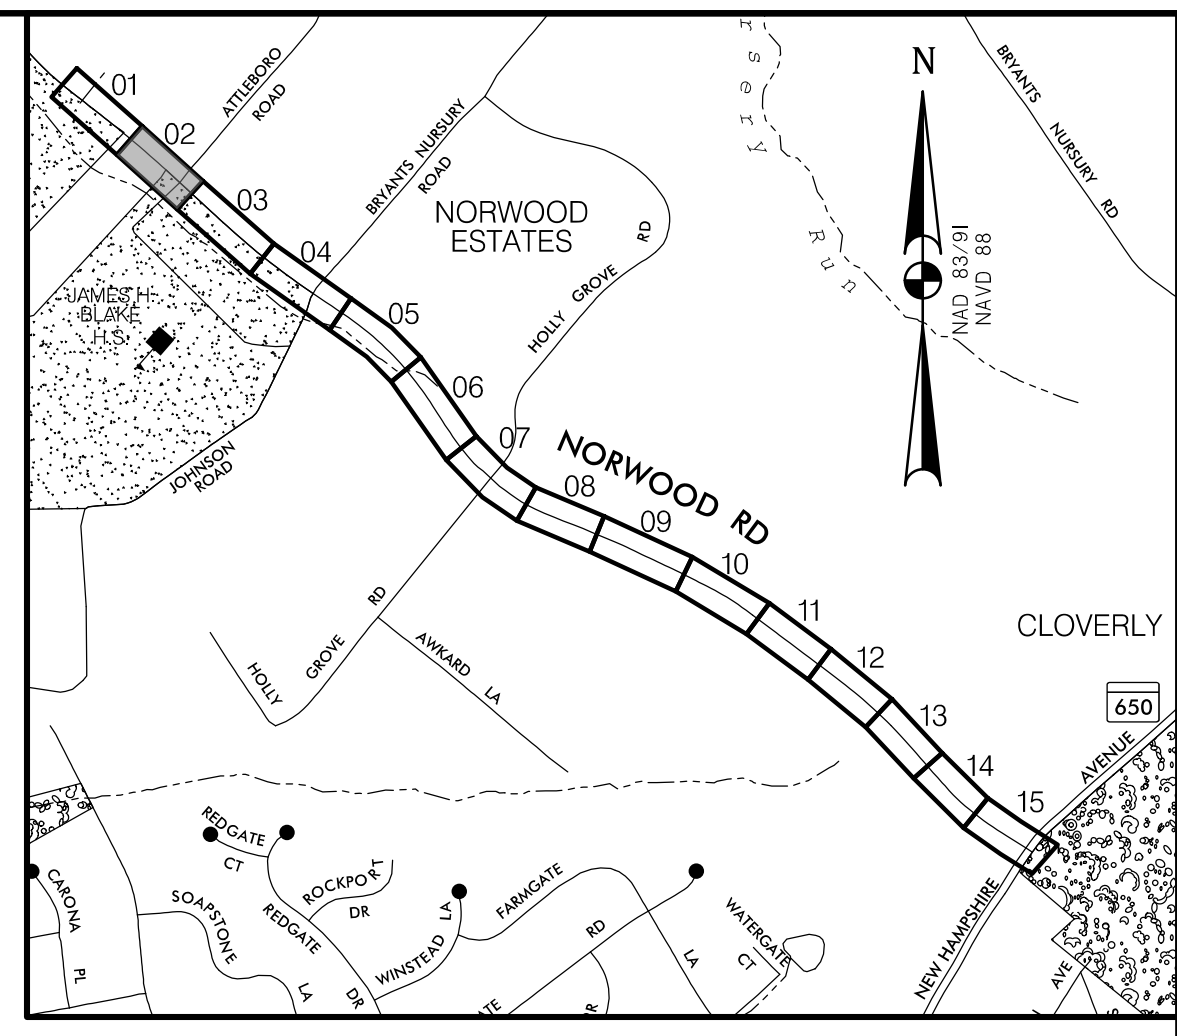 01
02
03
04
05
06
07
08
09
10
11
12
13
14
15
ATTLEBORO
ROAD
BRYANTS NURSERY
ROAD
NORWOOD
ESTATES
HOLLY GROVE RD
rsery
Run
N
NAD 83/91
NAVD 88
BRYANTS NURSURY RD
JAMES H.
BLAKE
H.S.
JOHNSON
ROAD
NORWOOD RD
HOLLY GROVE RD
AWKARD LA
CLOVERLY
650
AVENUE
NEW HAMPSHIRE
AVE
REDGATE
CT
ROCKPORT
DR
REDGATE
DR
SOAPSTONE
LA
CARONA
PL
WINSTEAD LA
FARMGATE
LA
RD
WATERGATE
CT